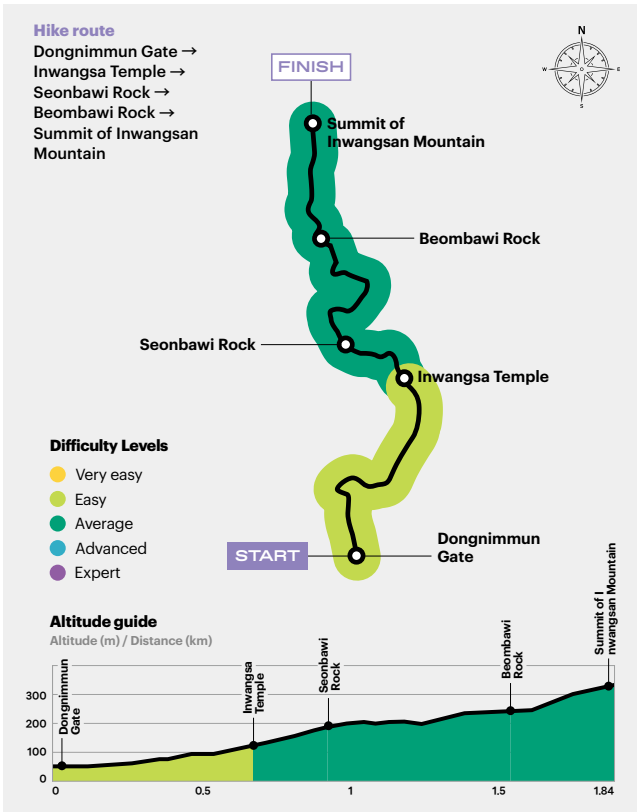 Hike route
Dongnimmun Gate →
Inwangsa Temple →
Seonbawi Rock →
Beombawi Rock →
Summit of Inwangsan
Mountain
N
W
E
S
FINISH
Summit of
Inwangsan Mountain
Beombawi Rock
Seonbawi Rock
Inwangsa Temple
Difficulty Levels
Very easy
Easy
Average
Advanced
Expert
START
Dongnimmun
Gate
Altitude guide
Altitude (m) / Distance (km)
Dongnimmun
Gate
Inwangsa
Temple
Seonbawi
Rock
Beombawi
Rock
Summit of I
nwangsan Mountain
300
200
100
0
0
0.5
1
1.5
1.84